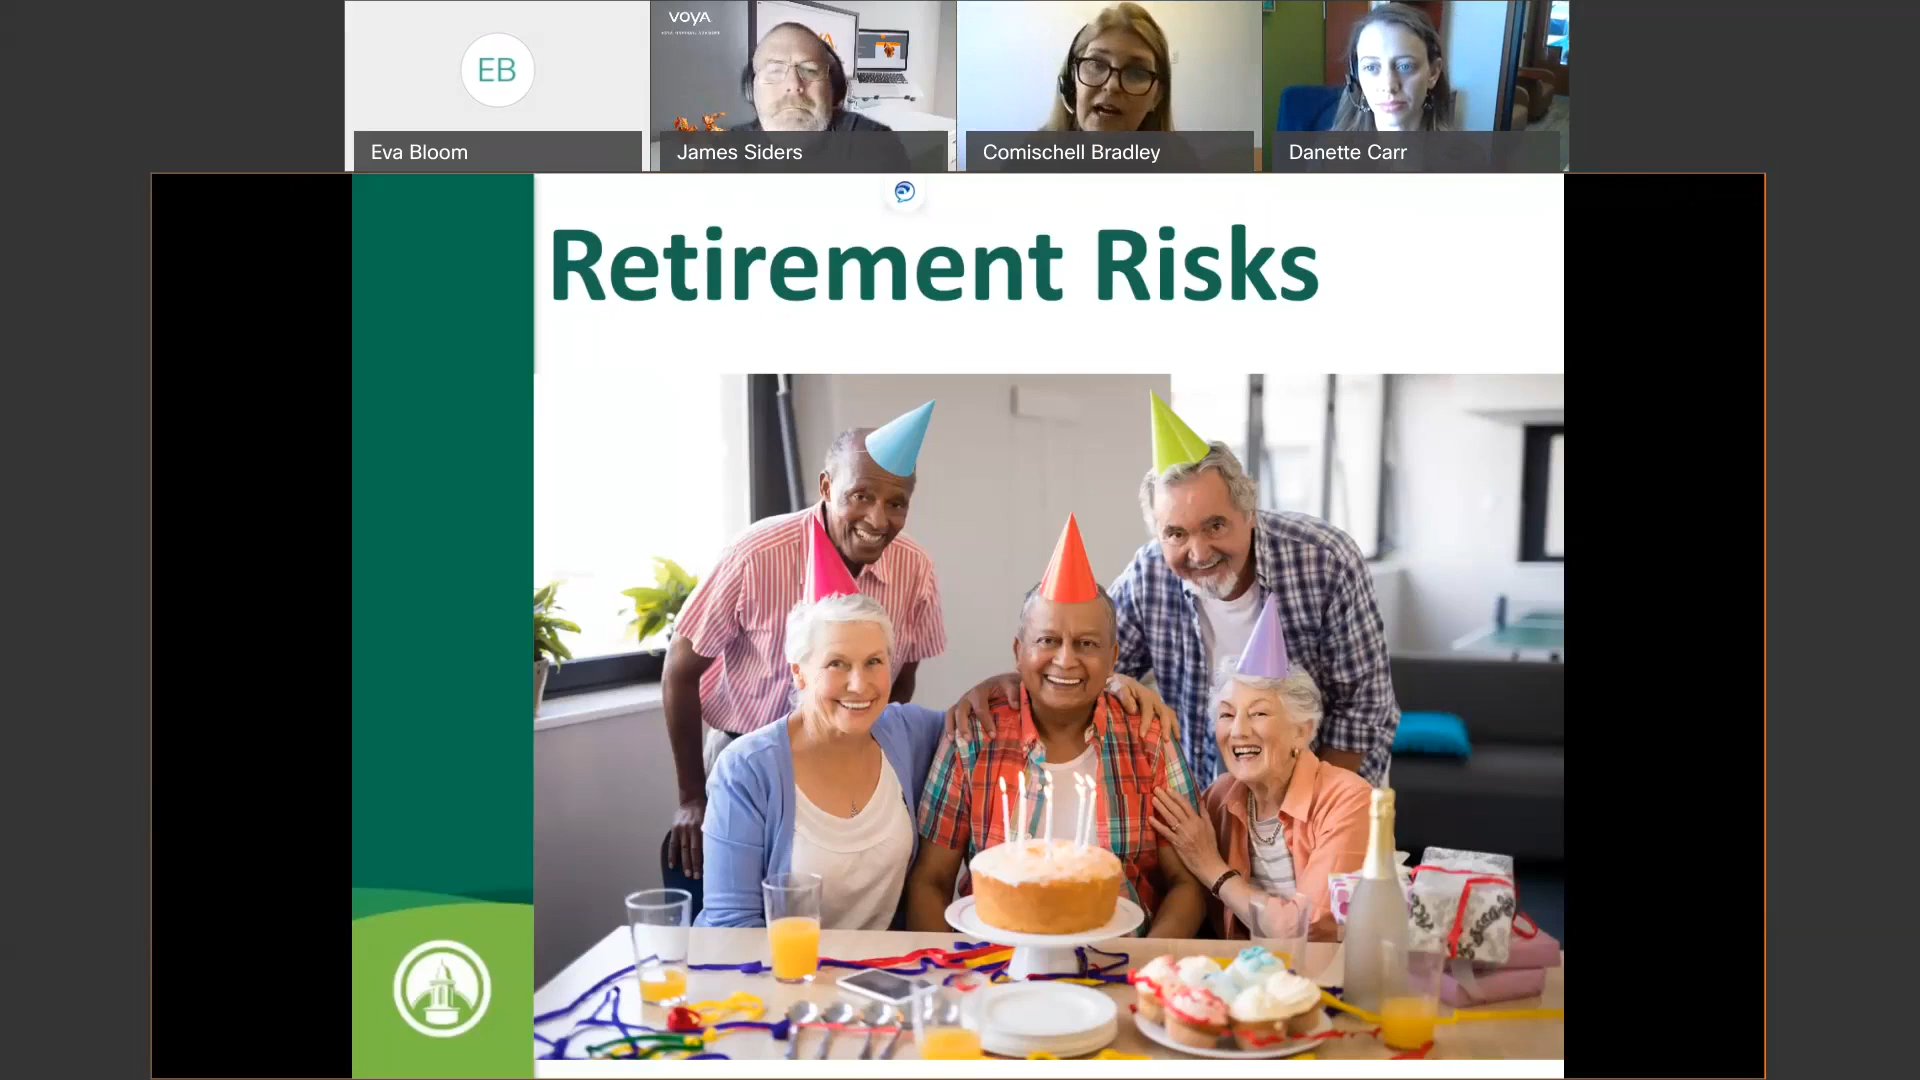 EB
VOYA
Eva Bloom
James Siders
Comischell Bradley
Danette Carr
Retirement Risks